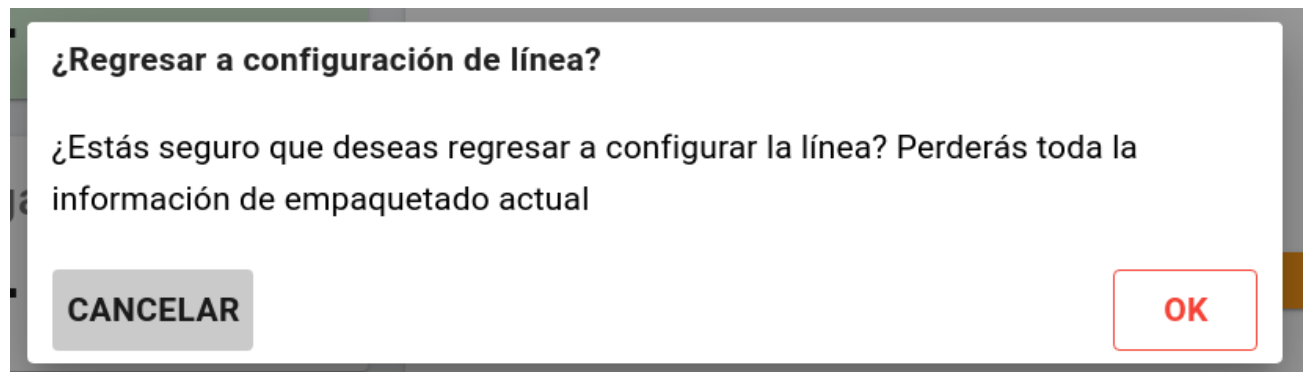 ¿Regresar a configuración de línea?
¿Estás seguro que deseas regresar a configurar la línea? Perderás toda la
información de empaquetado actual
CANCELAR
OK